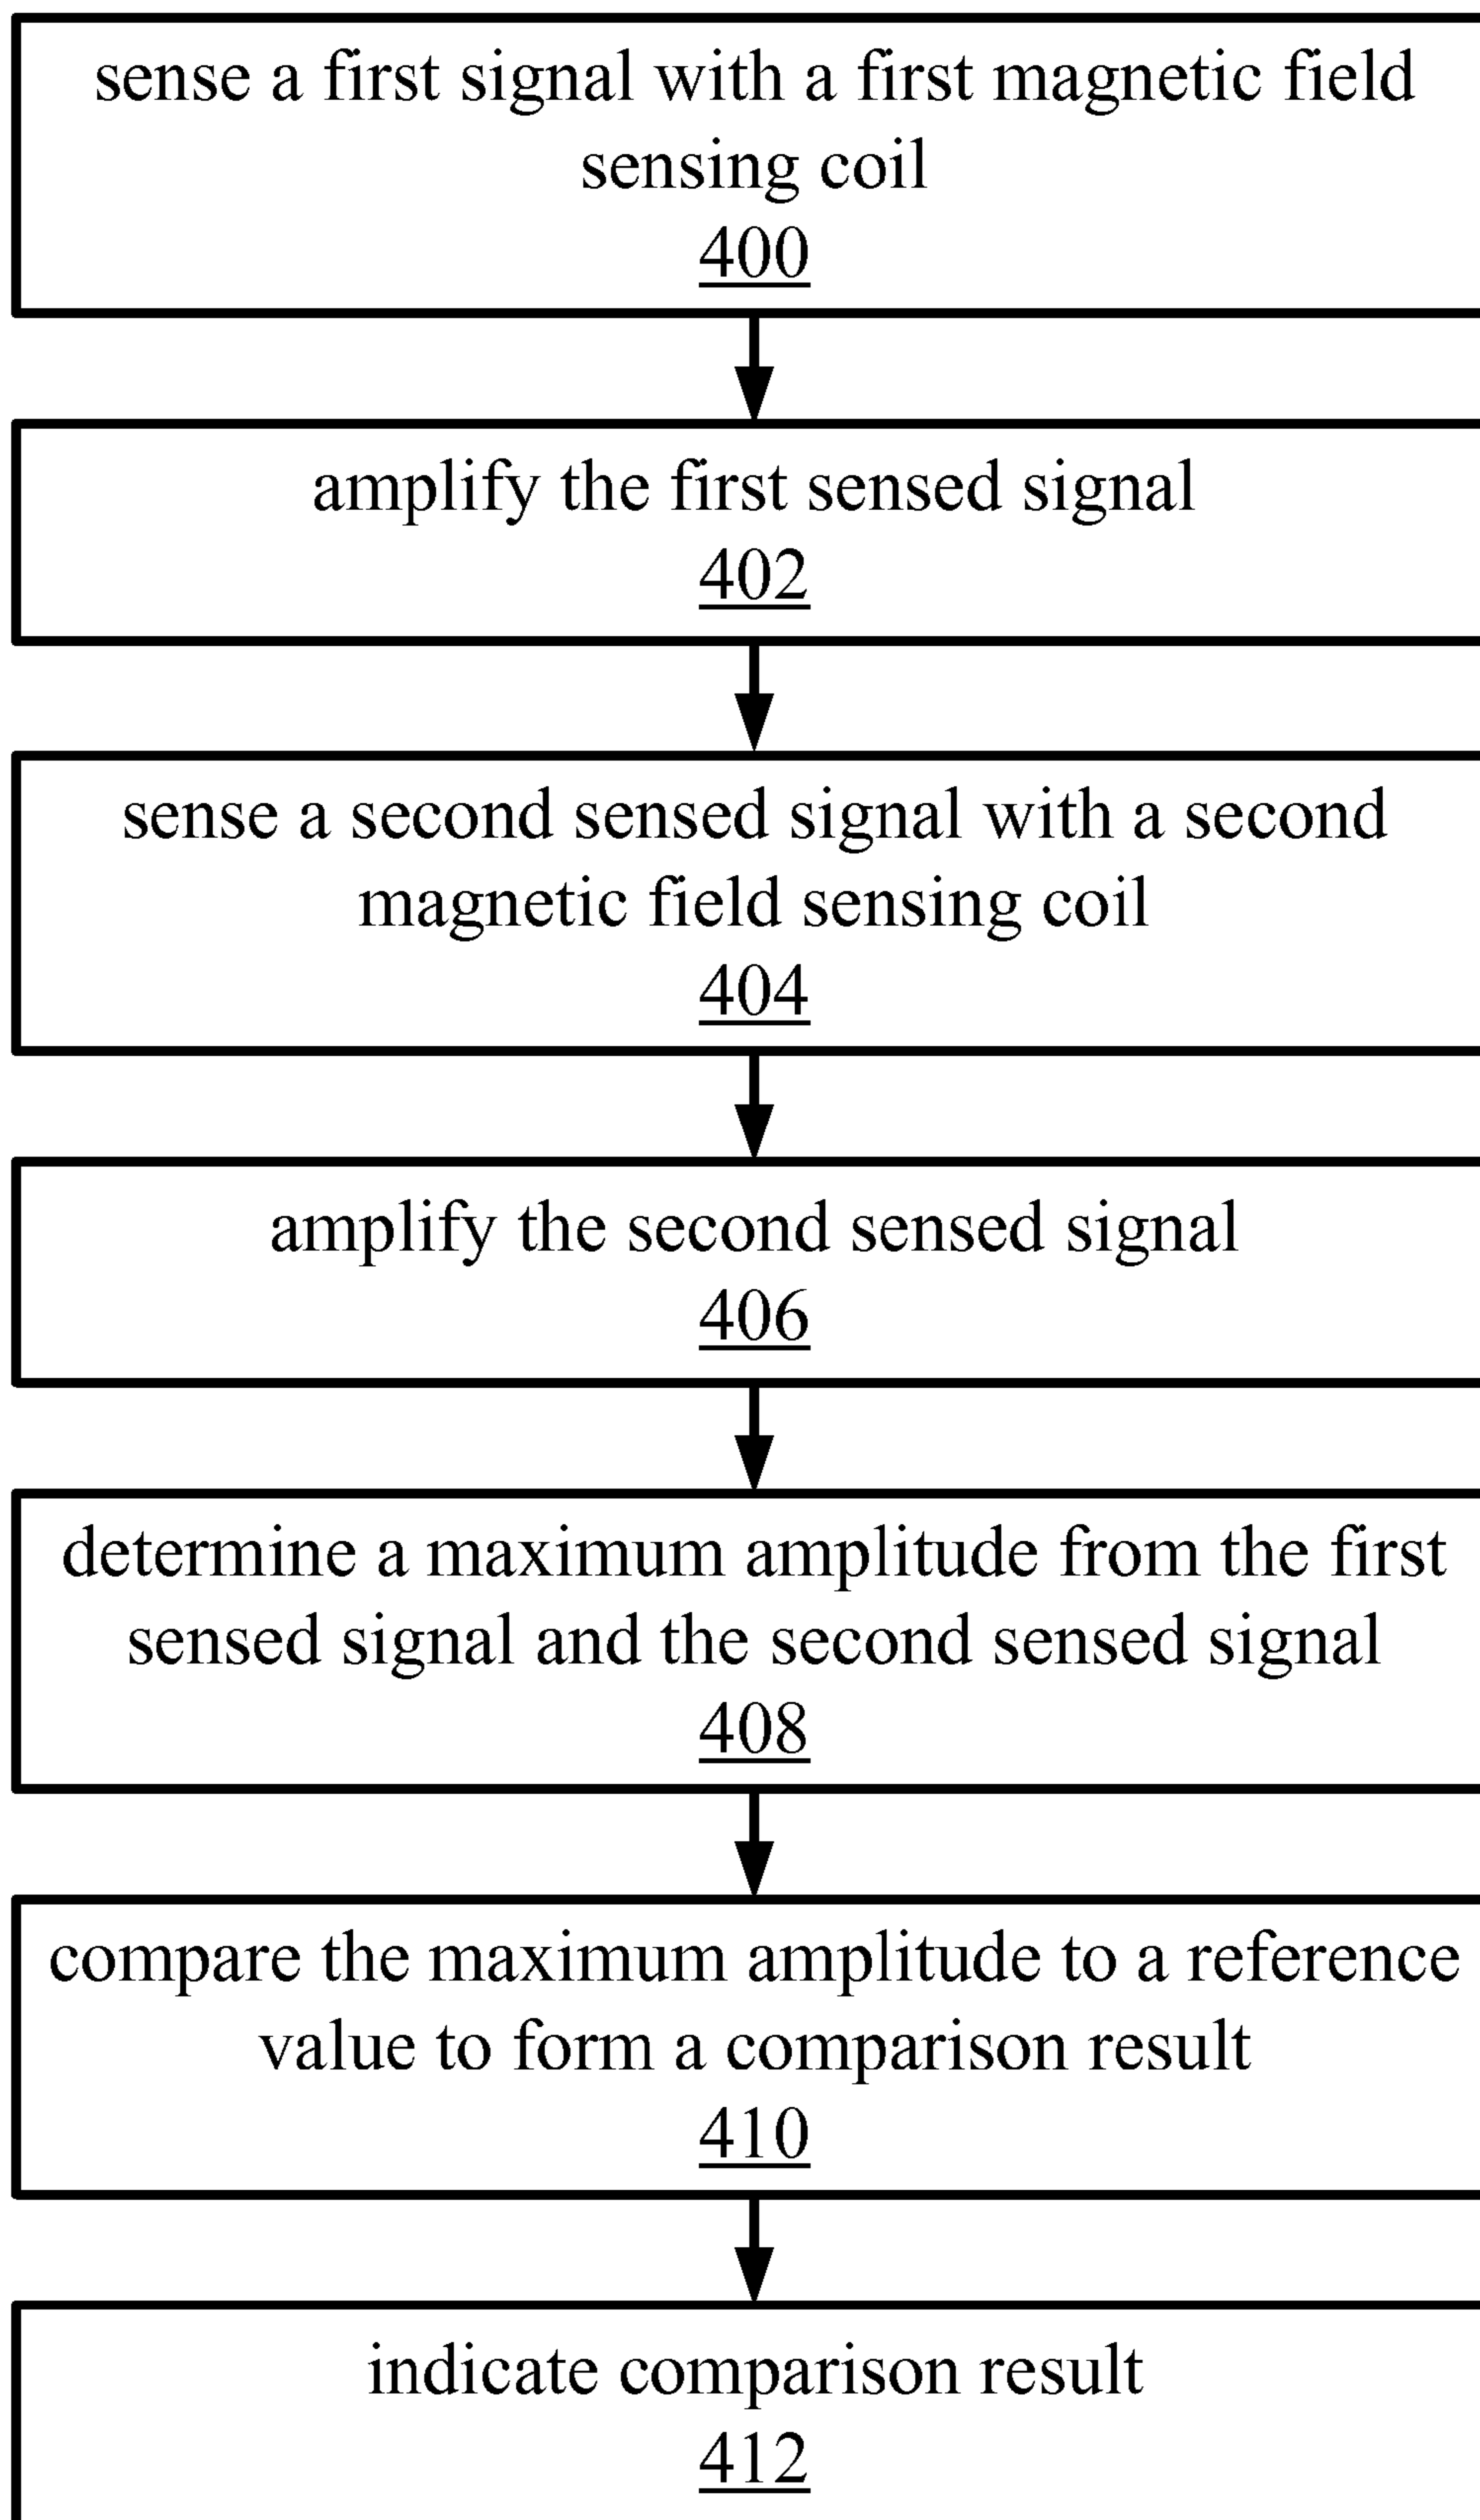 sense a first signal with a first magnetic field
sensing coil
400
amplify the first sensed signal
402
sense a second sensed signal with a second
magnetic field sensing coil
404
amplify the second sensed signal
406
determine a maximum amplitude from the first
sensed signal and the second sensed signal
408
compare the maximum amplitude to a reference
value to form a comparison result
410
indicate comparison result
412